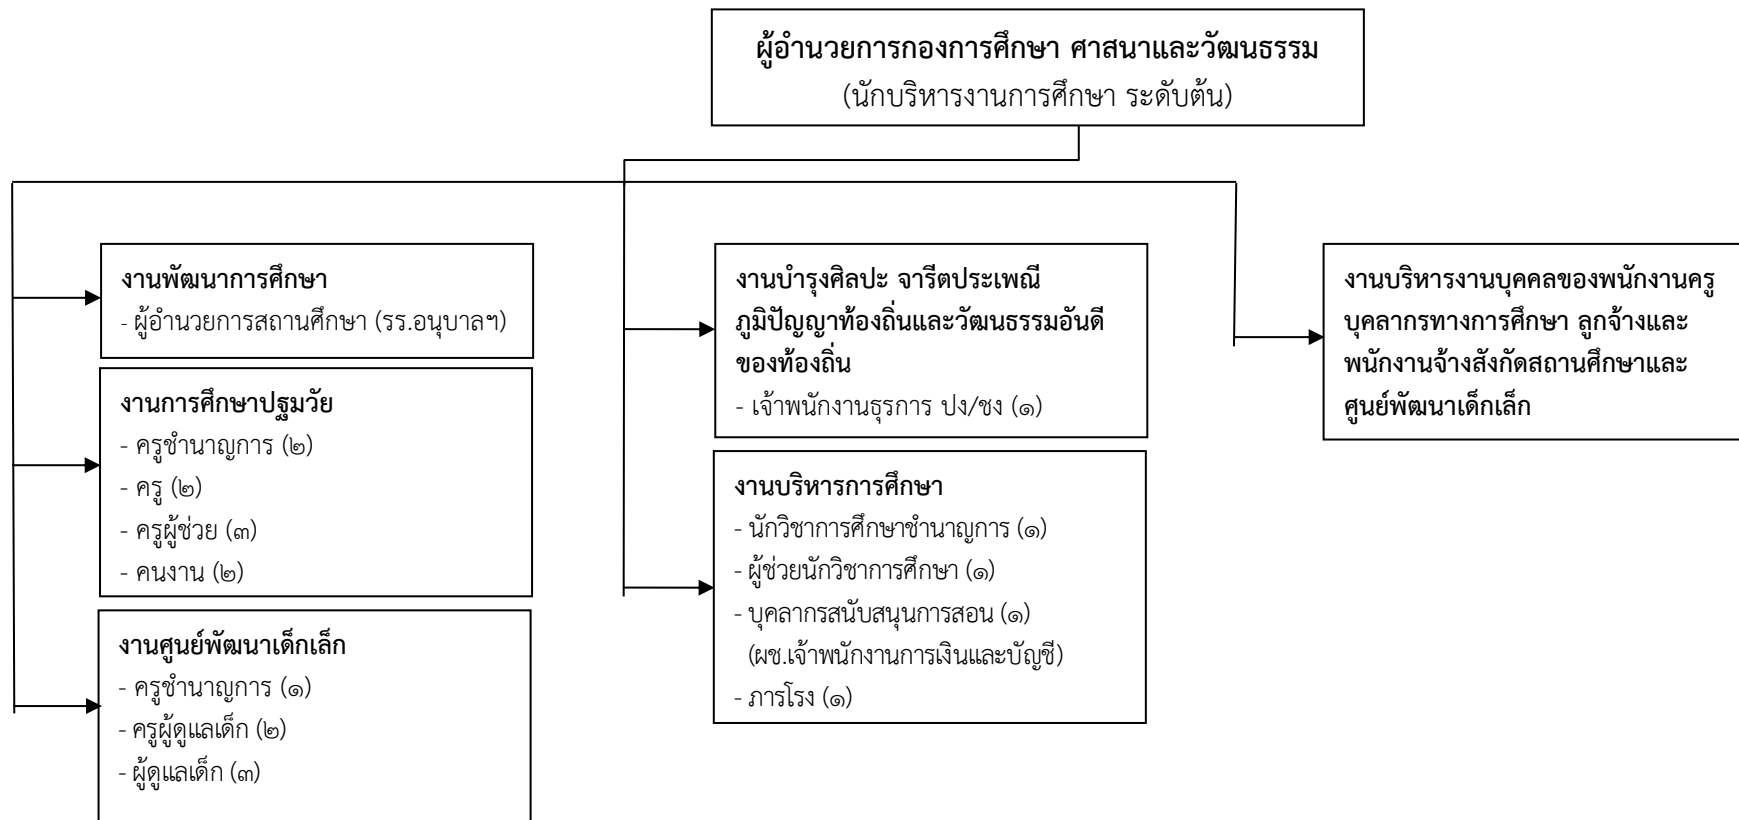 ผู้อำนวยการกองการศึกษา ศาสนาและวัฒนธรรม
(นักบริหารงานการศึกษา ระดับต้น)
งานพัฒนาการศึกษา
- ผู้อำนวยการสถานศึกษา (รร.อนุบาลฯ)
งานการศึกษาปฐมวัย
- ครูชำนาญการ (๒)
- ครู (๒)
- ครูผู้ช่วย (๓)
- คนงาน (๒)
งานศูนย์พัฒนาเด็กเล็ก
- ครูชำนาญการ (๑)
- ครูผู้ดูแลเด็ก (๒)
- ผู้ดูแลเด็ก (๓)
งานบำรุงศิลปะ จารีตประเพณี
ภูมิปัญญาท้องถิ่นและวัฒนธรรมอันดี
ของท้องถิ่น
- เจ้าพนักงานธุรการ ปง/ชง (๑)
งานบริหารการศึกษา
- นักวิชาการศึกษาชำนาญการ (๑)
- ผู้ช่วยนักวิชาการศึกษา (๑)
- บุคลากรสนับสนุนการสอน (๑)
(ผช.เจ้าพนักงานการเงินและบัญชี)
- ภารโรง (๑)
งานบริหารงานบุคคลของพนักงานครู
บุคลากรทางการศึกษา ลูกจ้างและ
พนักงานจ้างสังกัดสถานศึกษาและ
ศูนย์พัฒนาเด็กเล็ก